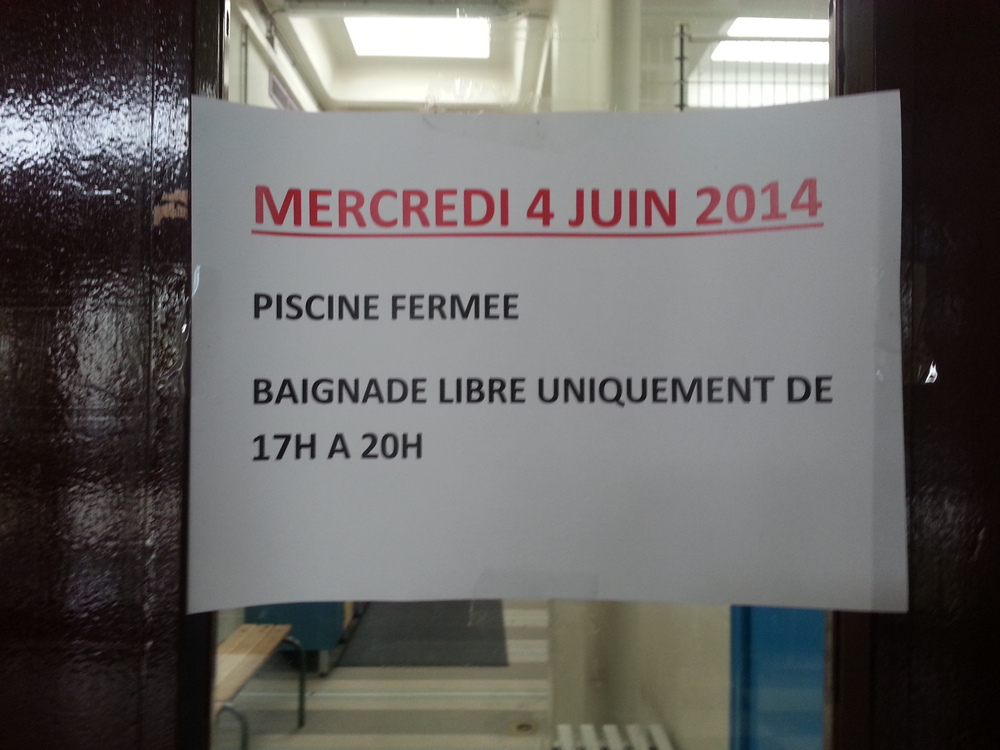 MERCREDI 4 JUIN 2014
PISCINE FERMEE
BAIGNADE LIBRE UNIQUEMENT DE
17H A 20H